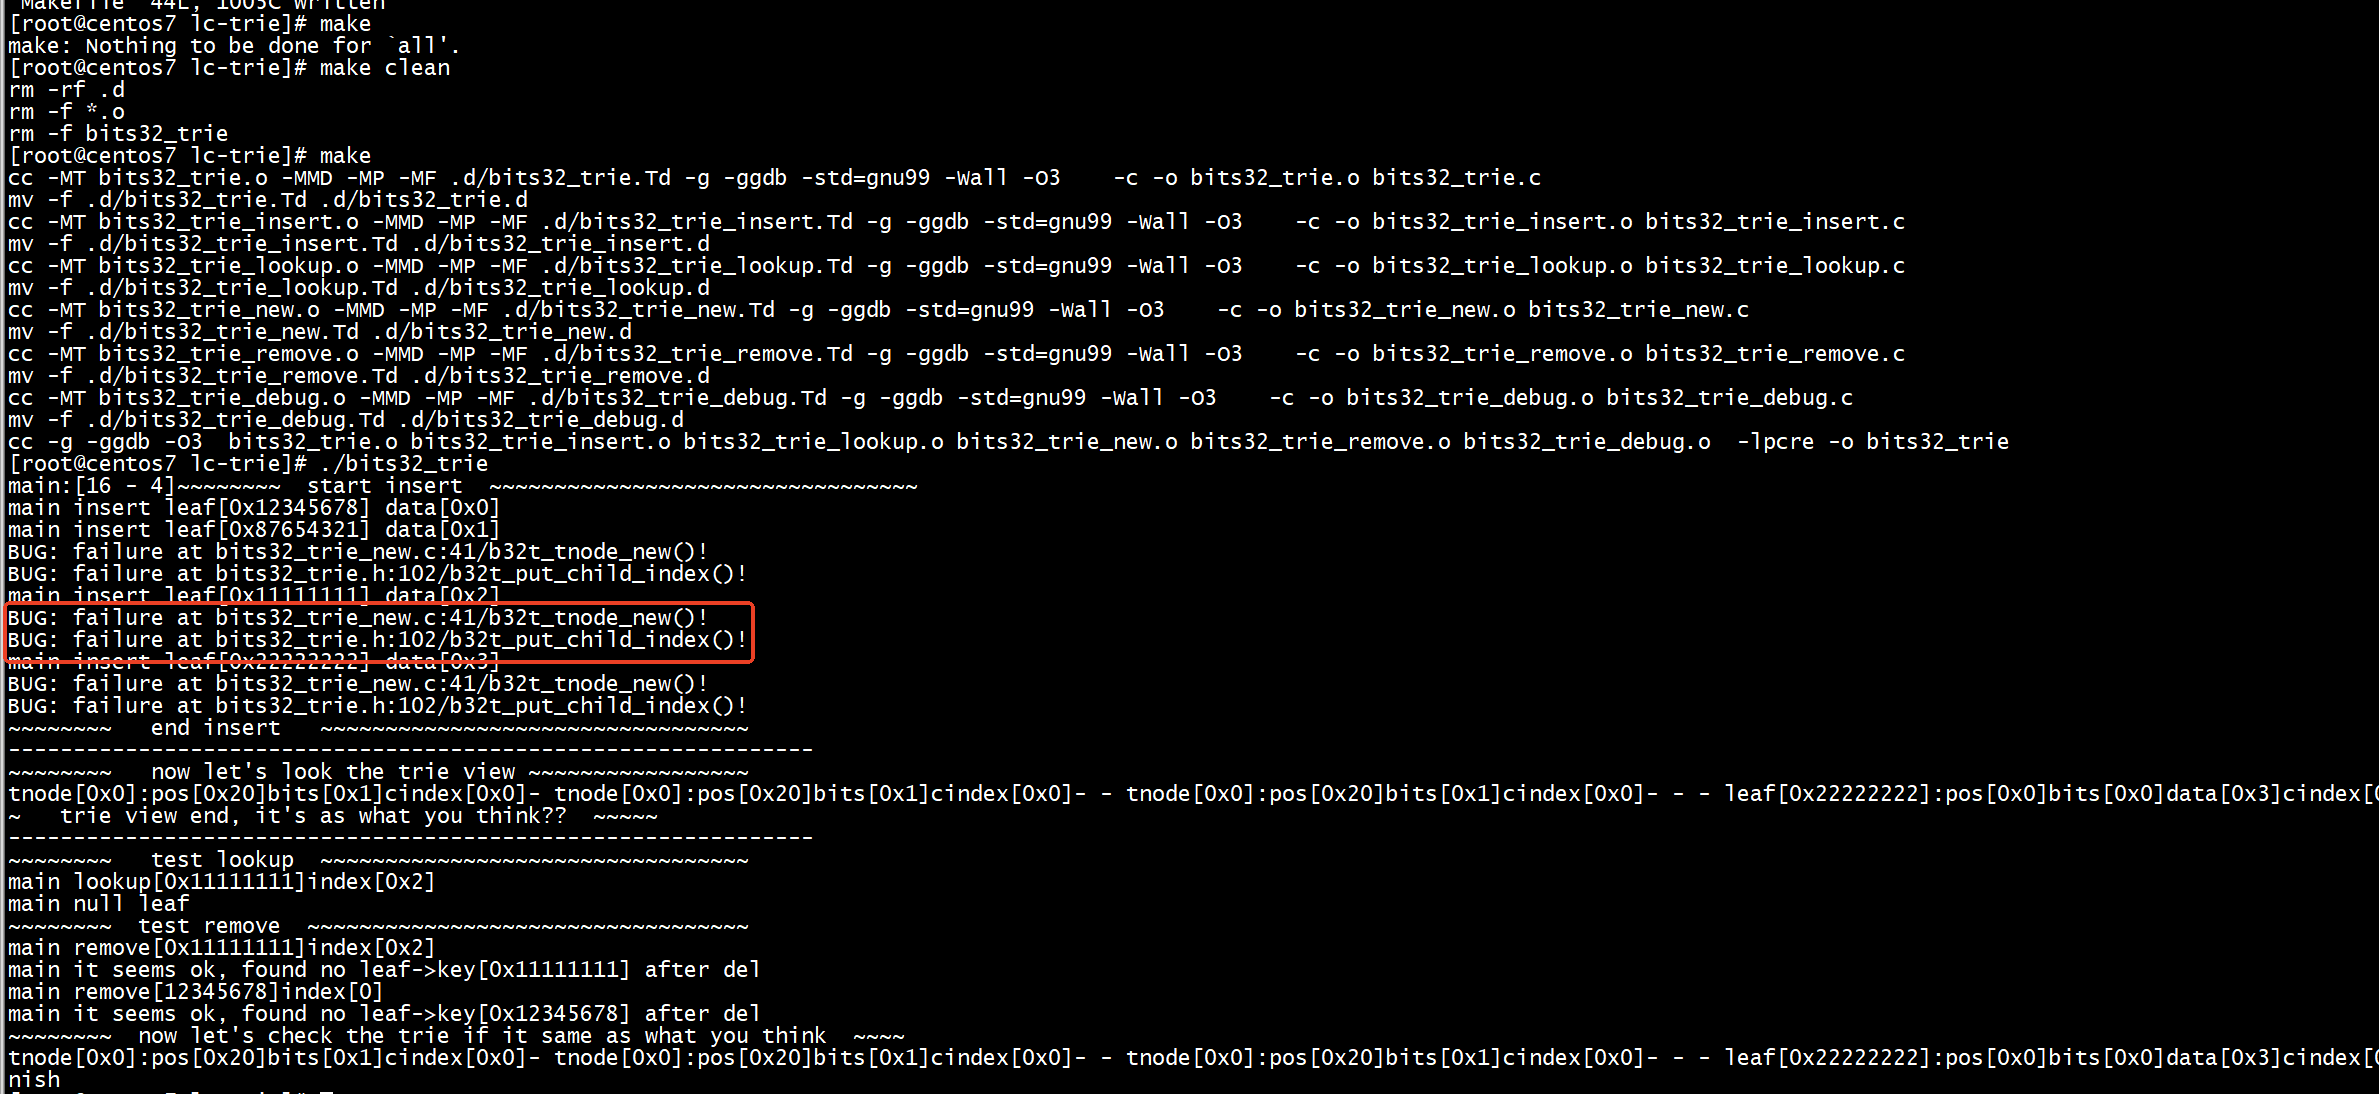 Makefile" 44L, 1005C written
[root@centos7 lc-trie]# make
make: Nothing to be done for `all'.
[root@centos7 lc-trie]# make clean
rm -rf .d
rm -f *.o
rm -f bits32_trie
[root@centos7 lc-trie]# make
cc -MT bits32_trie.o -MMD -MP -MF .d/bits32_trie.Td -g -ggdb -std=gnu99 -Wall -O3    -c -o bits32_trie.o bits32_trie.c
mv -f .d/bits32_trie.Td .d/bits32_trie.d
cc -MT bits32_trie_insert.o -MMD -MP -MF .d/bits32_trie_insert.Td -g -ggdb -std=gnu99 -Wall -O3    -c -o bits32_trie_insert.o bits32_trie_insert.c
mv -f .d/bits32_trie_insert.Td .d/bits32_trie_insert.d
cc -MT bits32_trie_lookup.o -MMD -MP -MF .d/bits32_trie_lookup.Td -g -ggdb -std=gnu99 -Wall -O3    -c -o bits32_trie_lookup.o bits32_trie_lookup.c
mv -f .d/bits32_trie_lookup.Td .d/bits32_trie_lookup.d
cc -MT bits32_trie_new.o -MMD -MP -MF .d/bits32_trie_new.Td -g -ggdb -std=gnu99 -Wall -O3    -c -o bits32_trie_new.o bits32_trie_new.c
mv -f .d/bits32_trie_new.Td .d/bits32_trie_new.d
cc -MT bits32_trie_remove.o -MMD -MP -MF .d/bits32_trie_remove.Td -g -ggdb -std=gnu99 -Wall -O3    -c -o bits32_trie_remove.o bits32_trie_remove.c
mv -f .d/bits32_trie_remove.Td .d/bits32_trie_remove.d
cc -MT bits32_trie_debug.o -MMD -MP -MF .d/bits32_trie_debug.Td -g -ggdb -std=gnu99 -Wall -O3    -c -o bits32_trie_debug.o bits32_trie_debug.c
mv -f .d/bits32_trie_debug.Td .d/bits32_trie_debug.d
cc -g -ggdb -O3  bits32_trie.o bits32_trie_insert.o bits32_trie_lookup.o bits32_trie_new.o bits32_trie_remove.o bits32_trie_debug.o  -lpcre -o bits32_trie
[root@centos7 lc-trie]# ./bits32_trie
main:[16 - 4]~~~~~~~~  start insert  ~~~~~~~~~~~~~~~~~~~~~~~~~~~~~~~~~
main insert leaf[0x12345678] data[0x0]
main insert leaf[0x87654321] data[0x1]
BUG: failure at bits32_trie_new.c:41/b32t_tnode_new()!
BUG: failure at bits32_trie.h:102/b32t_put_child_index()!
main insert leaf[0x11111111] data[0x2]
BUG: failure at bits32_trie_new.c:41/b32t_tnode_new()!
BUG: failure at bits32_trie.h:102/b32t_put_child_index()!
main insert leaf[0x22222222] data[0x3]
BUG: failure at bits32_trie_new.c:41/b32t_tnode_new()!
BUG: failure at bits32_trie.h:102/b32t_put_child_index()!
~~~~~~~~   end insert   ~~~~~~~~~~~~~~~~~~~~~~~~~~~~~~~~~
--------------------------------------------------------------
~~~~~~~~   now let's look the trie view ~~~~~~~~~~~~~~~~~
tnode[0x0]:pos[0x20]bits[0x1]cindex[0x0]- tnode[0x0]:pos[0x20]bits[0x1]cindex[0x0]- - tnode[0x0]:pos[0x20]bits[0x1]cindex[0x0]- - - leaf[0x22222222]:pos[0x0]bits[0x0]data[0x3]cindex[0
~   trie view end, it's as what you think??  ~~~~~
--------------------------------------------------------------
~~~~~~~~   test lookup  ~~~~~~~~~~~~~~~~~~~~~~~~~~~~~~~~~
main lookup[0x11111111]index[0x2]
main null leaf
~~~~~~~~  test remove  ~~~~~~~~~~~~~~~~~~~~~~~~~~~~~~~~~~
main remove[0x11111111]index[0x2]
main it seems ok, found no leaf->key[0x11111111] after del
main remove[12345678]index[0]
main it seems ok, found no leaf->key[0x12345678] after del
~~~~~~~~  now let's check the trie if it same as what you think  ~~~~
tnode[0x0]:pos[0x20]bits[0x1]cindex[0x0]- tnode[0x0]:pos[0x20]bits[0x1]cindex[0x0]- - tnode[0x0]:pos[0x20]bits[0x1]cindex[0x0]- - - leaf[0x22222222]:pos[0x0]bits[0x0]data[0x3]cindex[0
nish